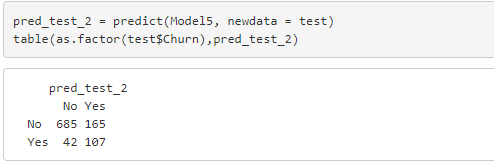 pred_test_2 = predict(Model5, newdata = test)
table(as.factor(test$Churn),pred_test_2)
pred_test_2
No Yes
No 685 165
Yes 42 107